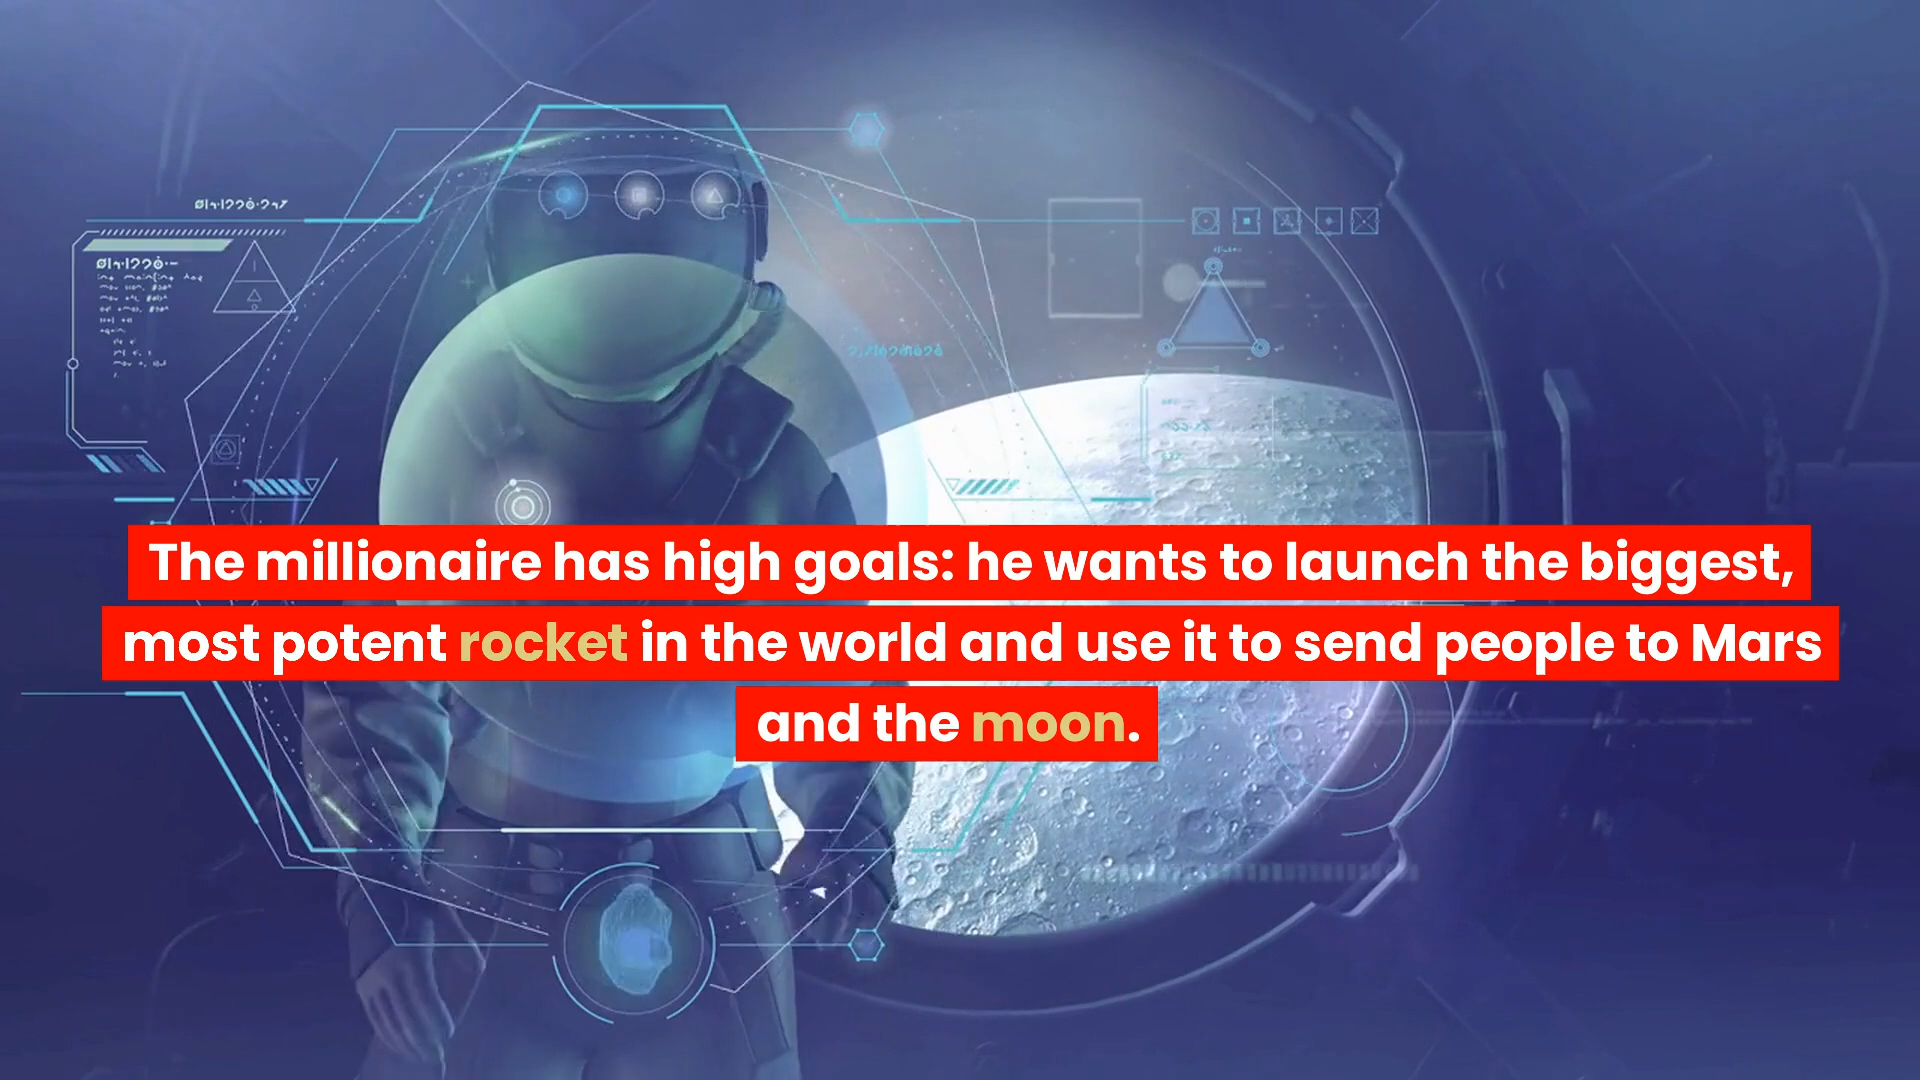 The millionaire has high goals: he wants to launch the biggest,
most potent rocket in the world and use it to send people to Mars
and the moon.